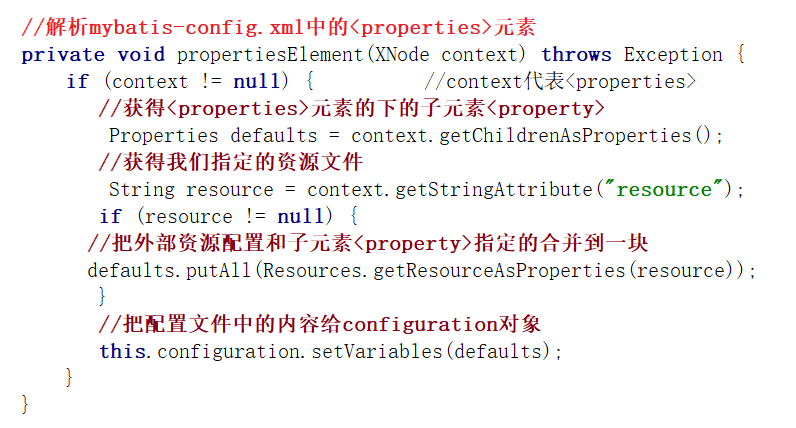 //解析mybatis-config.xml中的<properties>元素
private void propertiesElement(XNode context) throws Exception {
if (context != null) { //context代表<properties>
//获得<properties>元素的下的子元素<property>
Properties defaults = context.getChildrenAsProperties();
//获得我们指定的资源文件
String resource = context.getStringAttribute("resource");
if (resource != null) {
//把外部资源配置和子元素<property>指定的合并到一块
defaults.putAll(Resources.getResourceAsProperties(resource));
}
//把配置文件中的内容给configuration对象
this.configuration.setVariables(defaults);
}
}